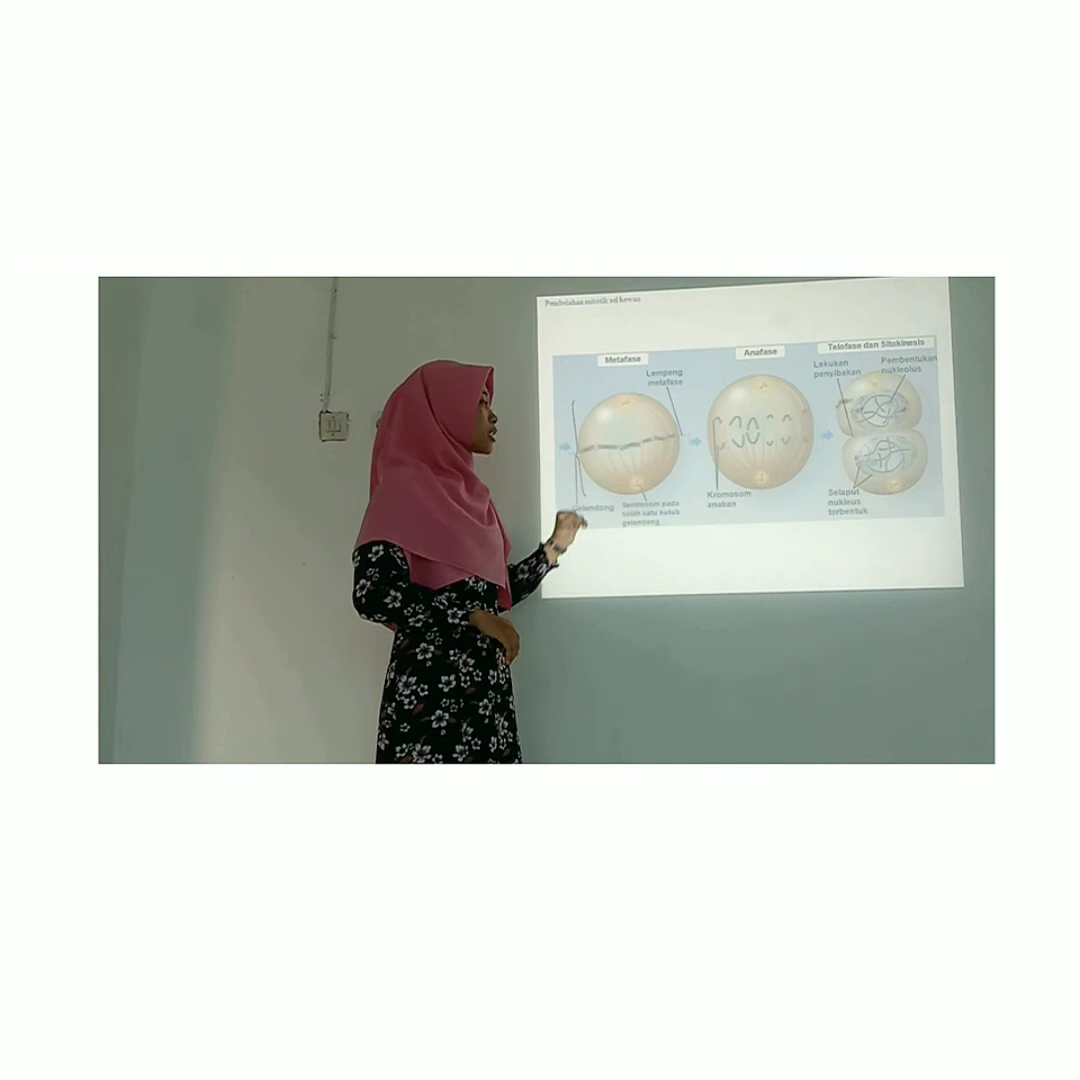 Pembelahan mitotik sel hewan
Metafase
Anafase
Telofase dan Sitokinesis
Lempeng
metafase
Lekukan
penyibakan
Pembentukan
nukleolus
Gelendong
Sentrosom pada
salah satu kutub
gelendong
Kromosom
anakan
Selaput
nukleus
terbentuk